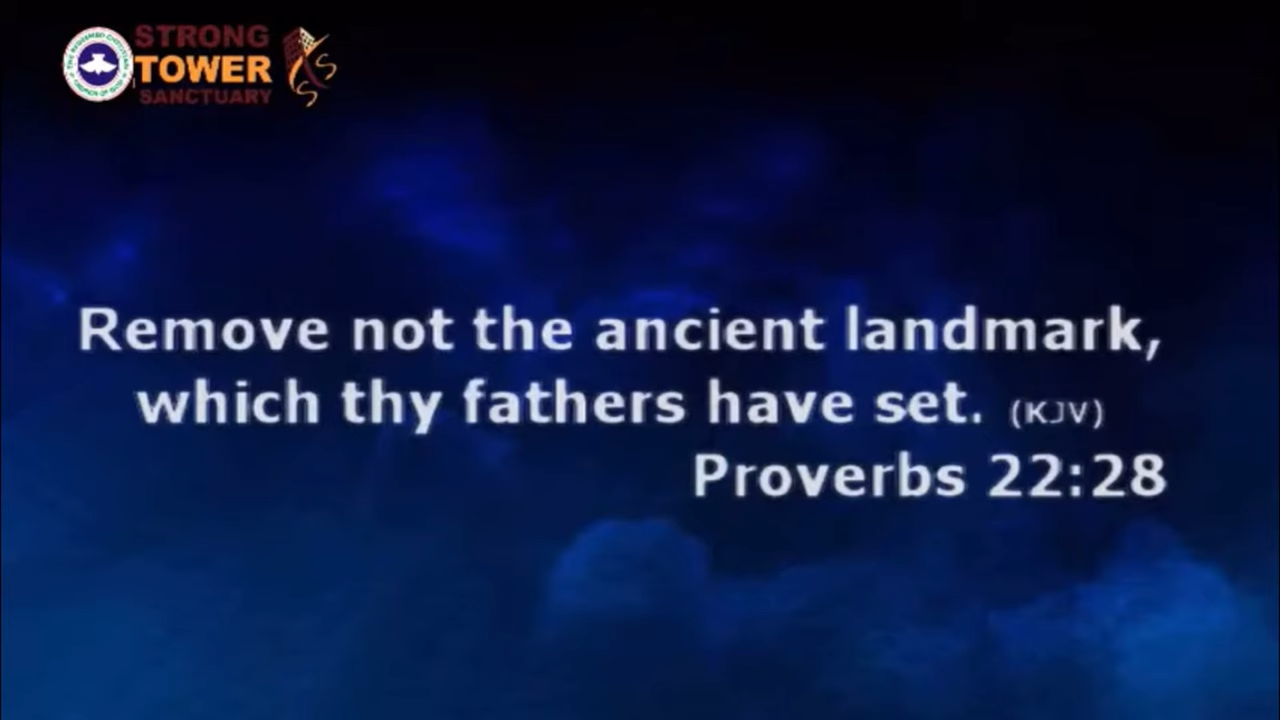 STRONG
TOWER
SANCTUARY
Remove not the ancient landmark,
which thy fathers have set. (KJV)
Proverbs 22:28